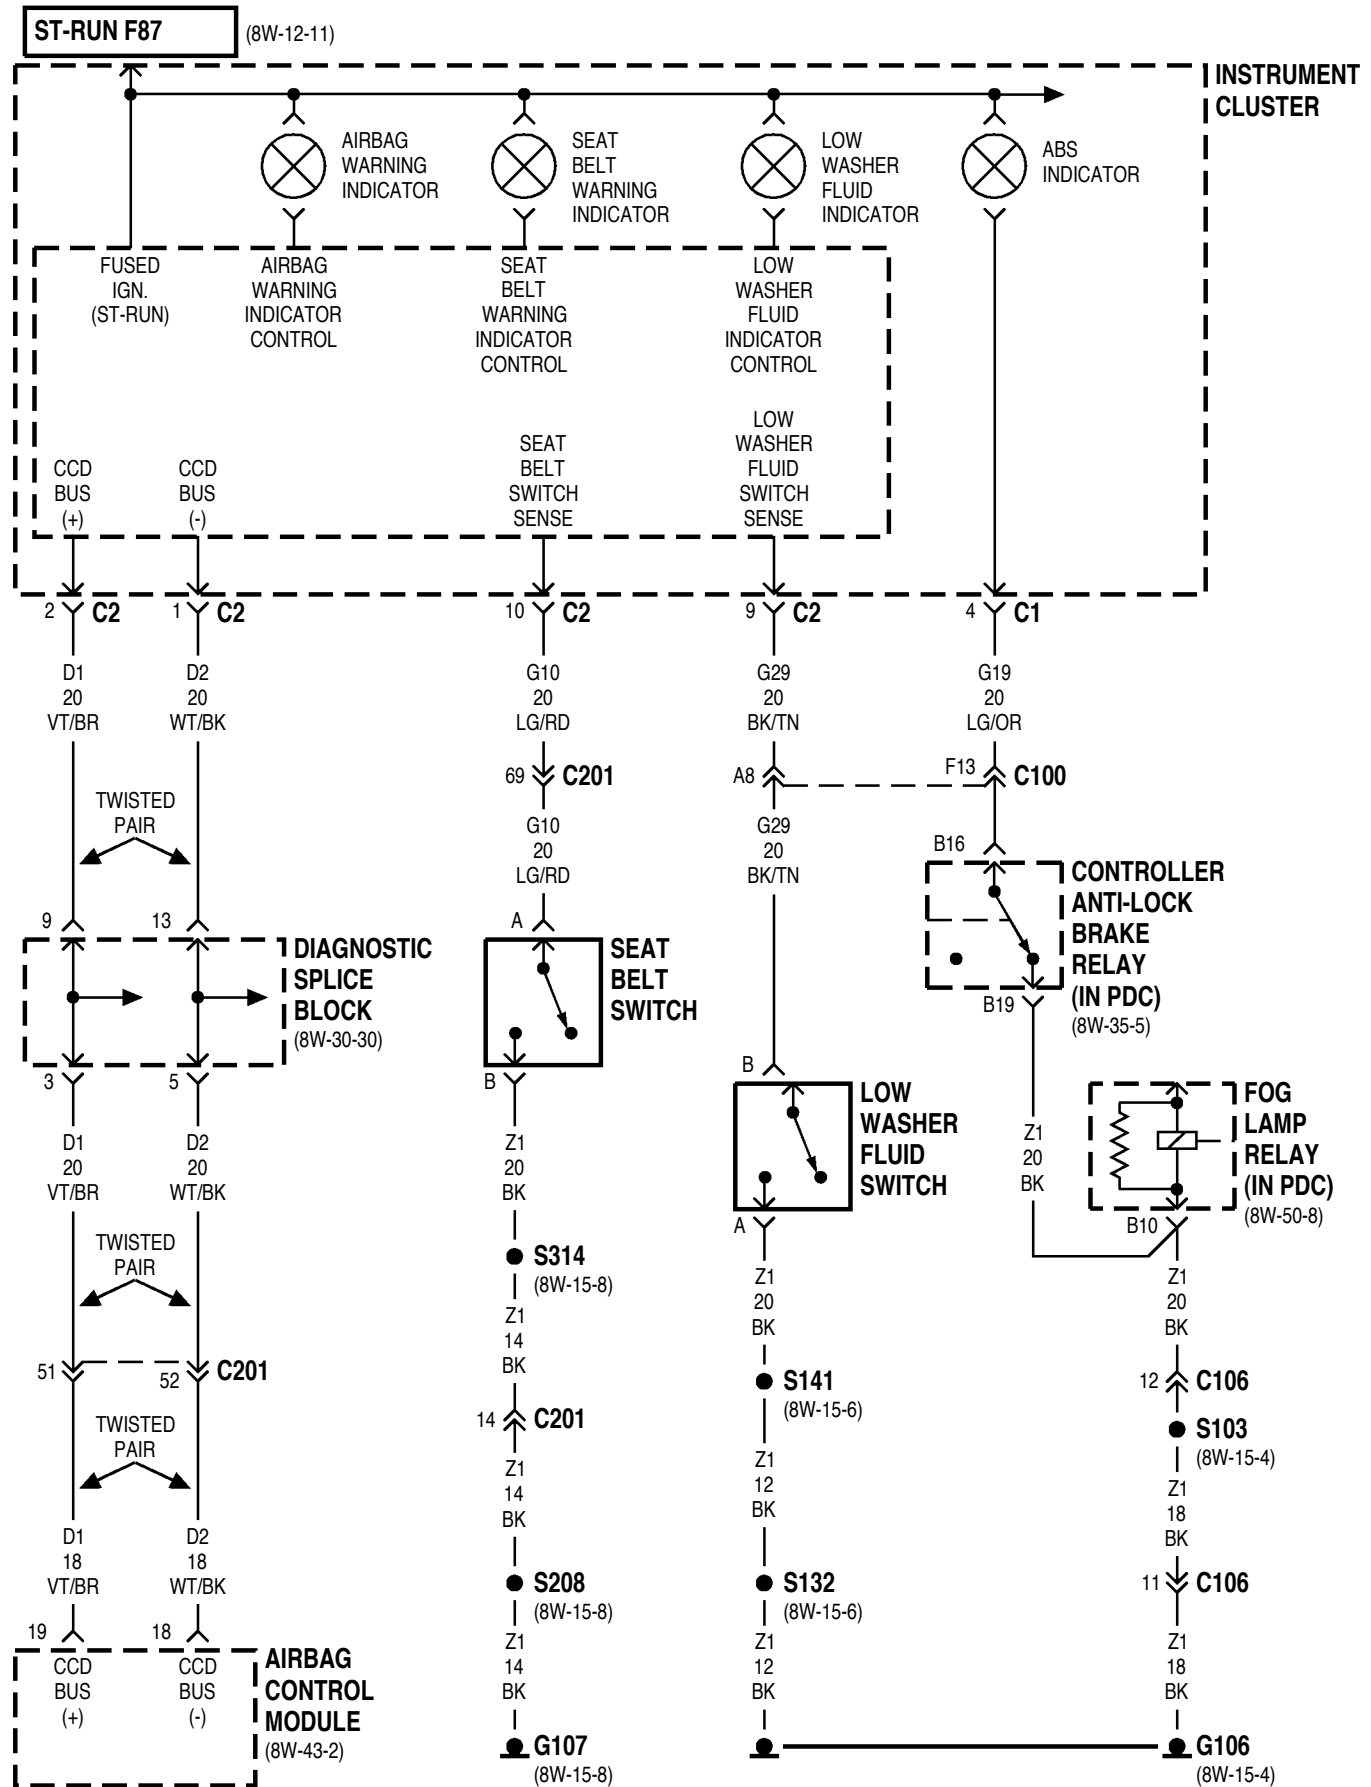 ST-RUN F87
(8W-12-11)
INSTRUMENT
CLUSTER
AIRBAG
WARNING
INDICATOR
SEAT
BELT
WARNING
INDICATOR
LOW
WASHER
FLUID
INDICATOR
ABS
INDICATOR
FUSED
IGN.
(ST-RUN)
AIRBAG
WARNING
INDICATOR
CONTROL
SEAT
BELT
WARNING
INDICATOR
CONTROL
LOW
WASHER
FLUID
INDICATOR
CONTROL
CCD
BUS
(+)
CCD
BUS
(-)
SEAT
BELT
SWITCH
SENSE
LOW
WASHER
FLUID
SWITCH
SENSE
2 C2
1 C2
10 C2
9 C2
4 C1
D1
20
VT/BR
D2
20
WT/BK
G10
20
LG/RD
G29
20
BK/TN
G19
20
LG/OR
69 C201
A8
F13 C100
TWISTED
PAIR
G10
20
LG/RD
G29
20
BK/TN
B16
CONTROLLER
ANTI-LOCK
BRAKE
RELAY
(IN PDC)
(8W-35-5)
B19
9
13
DIAGNOSTIC
SPLICE
BLOCK
(8W-30-30)
3
5
A
SEAT
BELT
SWITCH
B
B
LOW
WASHER
FLUID
SWITCH
A
Z1
20
BK
FOG
LAMP
RELAY
(IN PDC)
(8W-50-8)
B10
D1
20
VT/BR
D2
20
WT/BK
Z1
20
BK
TWISTED
PAIR
S314
(8W-15-8)
Z1
20
BK
Z1
20
BK
51
52 C201
Z1
14
BK
S141
(8W-15-6)
12 C106
14 C201
S103
(8W-15-4)
TWISTED
PAIR
Z1
14
BK
Z1
12
BK
Z1
18
BK
D1
18
VT/BR
D2
18
WT/BK
S208
(8W-15-8)
S132
(8W-15-6)
11 C106
19
18
CCD
BUS
(+)
CCD
BUS
(-)
AIRBAG
CONTROL
MODULE
(8W-43-2)
Z1
14
BK
Z1
12
BK
Z1
18
BK
G107
(8W-15-8)
G106
(8W-15-4)